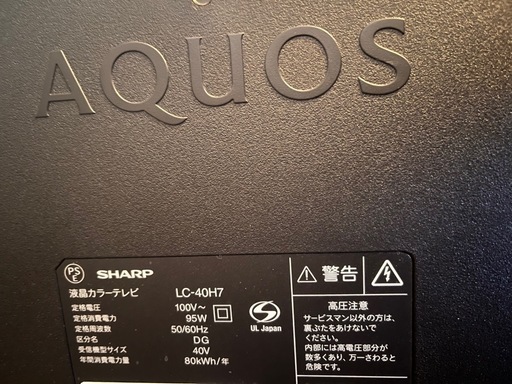 AQUOS
PS E SHARP
液晶カラーテレビ LC-40H7
定格電圧 100V～
定格消費電力 95W
定格周波数 50/60Hz
区分名 DG
受信機型サイズ 40V
年間消費電力量 80kWh/年
S
UL Japan
警告
高圧注意
サービスマン以外の方は、
裏ぶたをあけないで
ください。
内部には高電圧部分が
数多くあり、万一さわると
危険です。